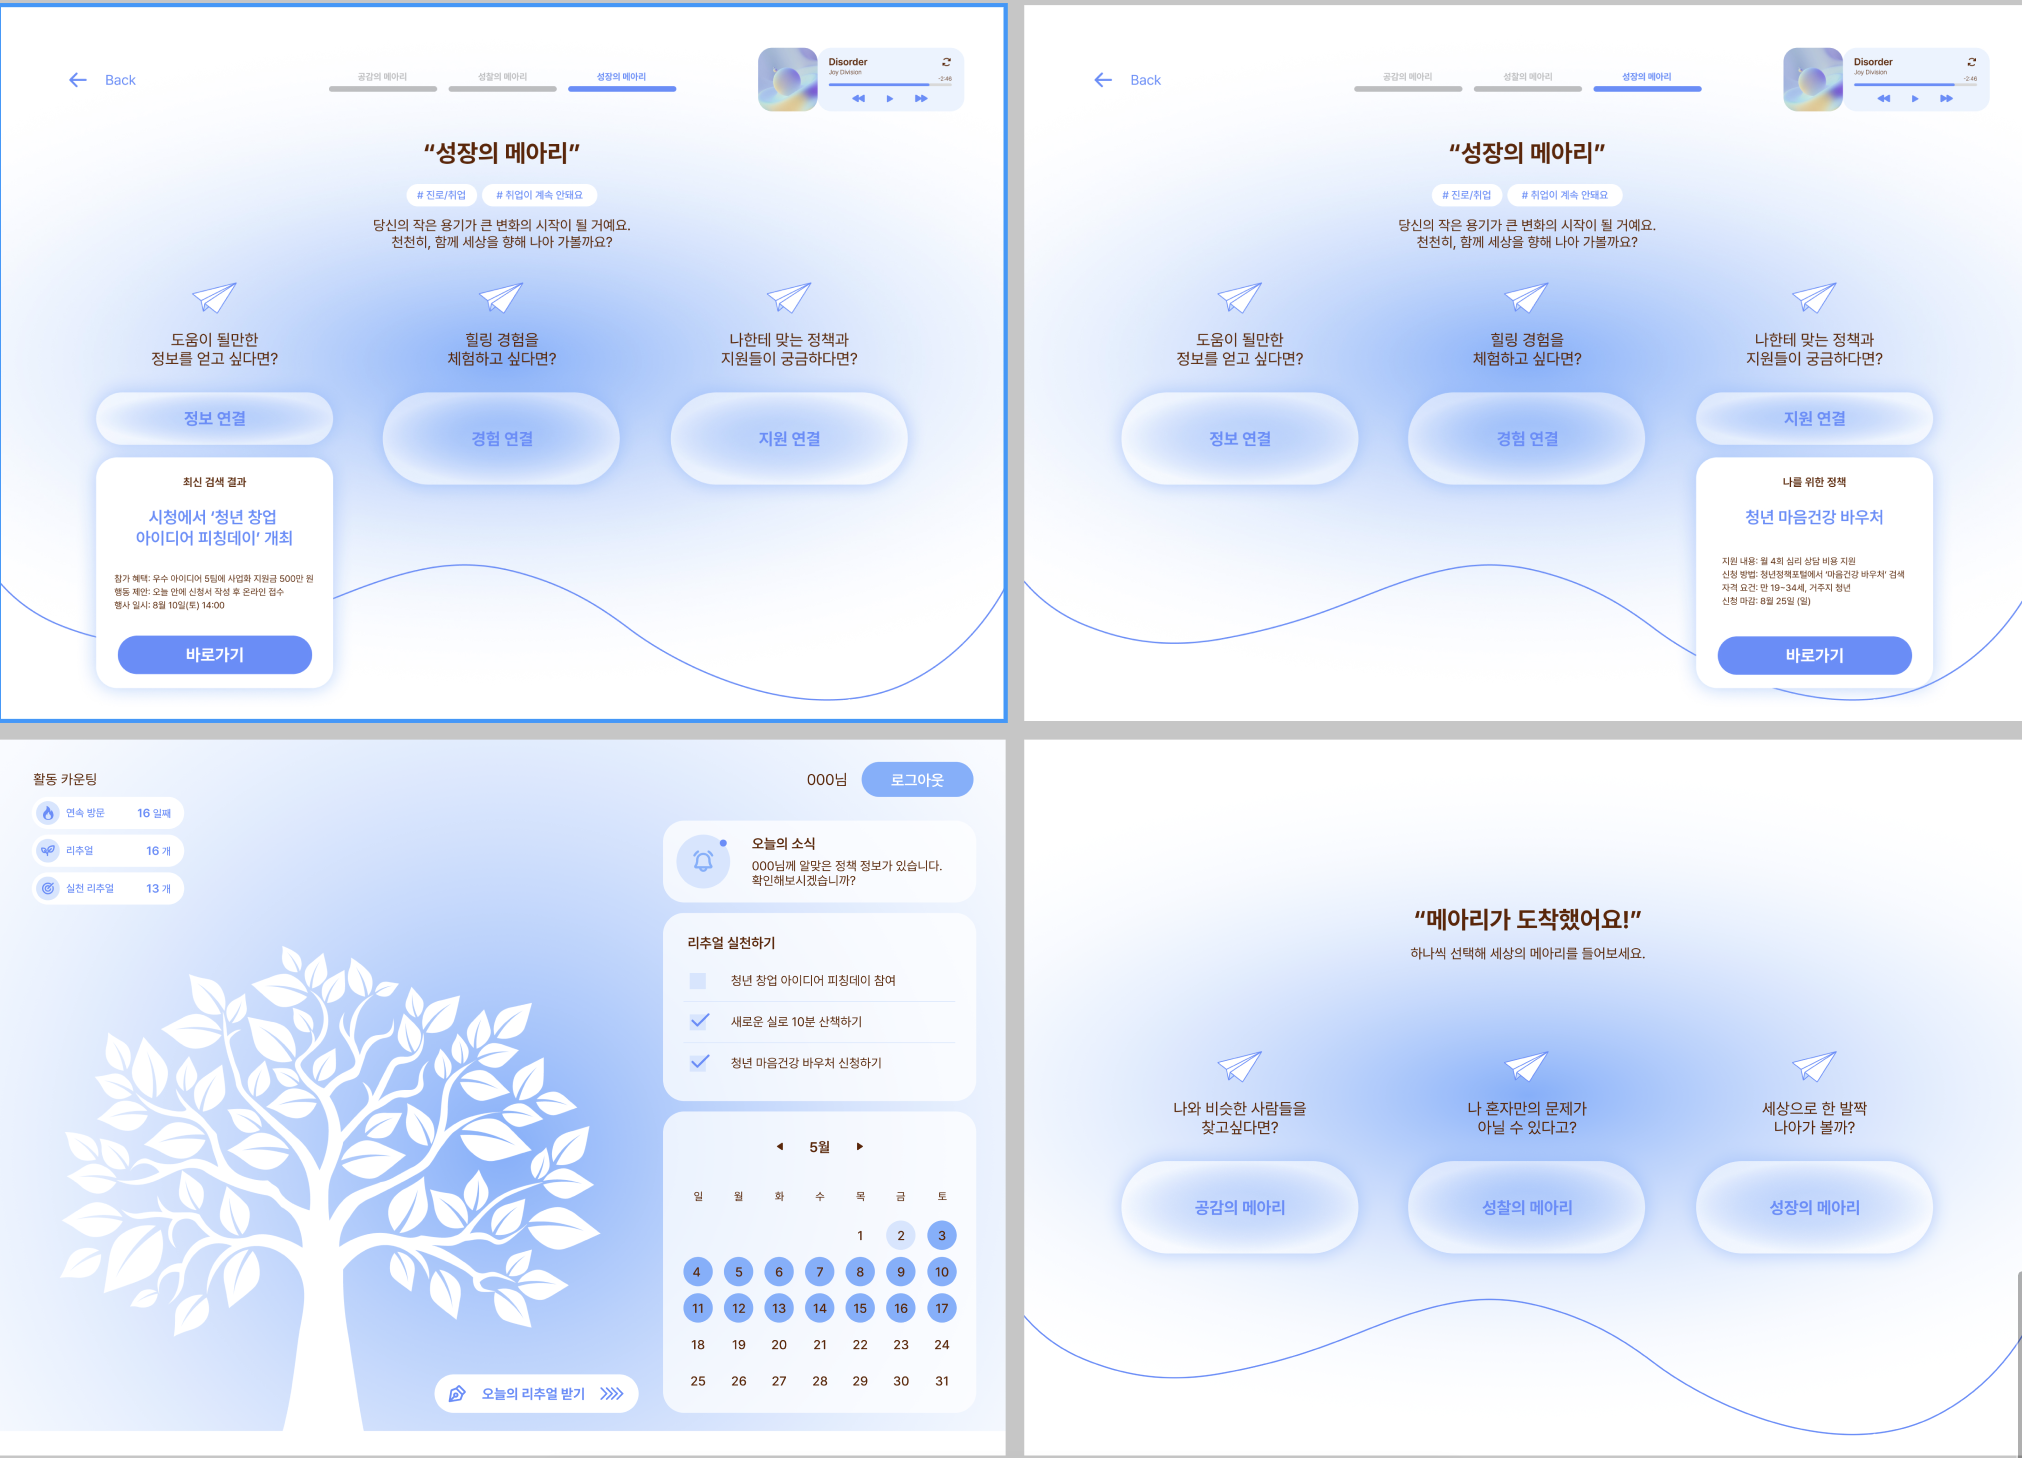 Back
공감의 메아리
성찰의 메아리
성장의 메아리
Disorder
Joy Division
-2:46
“성장의 메아리”
# 진로/취업
# 취업이 계속 안돼요
당신의 작은 용기가 큰 변화의 시작이 될 거예요.
천천히, 함께 세상을 향해 나아 가볼까요?
도움이 될만한
정보를 얻고 싶다면?
힐링 경험을
체험하고 싶다면?
나한테 맞는 정책과
지원들이 궁금하다면?
정보 연결
경험 연결
지원 연결
최신 검색 결과
시청에서 ‘청년 창업
아이디어 피칭데이’ 개최
참가 혜택: 우수 아이디어 5팀에 사업화 지원금 500만 원
행동 제안: 오늘 안에 신청서 작성 후 온라인 접수
행사 일시: 8월 10일(토) 14:00
바로가기
Back
공감의 메아리
성찰의 메아리
성장의 메아리
Disorder
Joy Division
-2:46
“성장의 메아리”
# 진로/취업
# 취업이 계속 안돼요
당신의 작은 용기가 큰 변화의 시작이 될 거예요.
천천히, 함께 세상을 향해 나아 가볼까요?
도움이 될만한
정보를 얻고 싶다면?
힐링 경험을
체험하고 싶다면?
나한테 맞는 정책과
지원들이 궁금하다면?
정보 연결
경험 연결
지원 연결
나를 위한 정책
청년 마음건강 바우처
지원 내용: 월 4회 심리 상담 비용 지원
신청 방법: 청년정책포털에서 ‘마음건강 바우처’ 검색
자격 요건: 만 19~34세, 거주지 청년
신청 마감: 8월 25일 (일)
바로가기
활동 카운팅
연속 방문 16 일째
리추얼 16 개
실천 리추얼 13 개
000님
로그아웃
오늘의 소식
000님께 알맞은 정책 정보가 있습니다.
확인해보시겠습니까?
리추얼 실천하기
청년 창업 아이디어 피칭데이 참여
새로운 실로 10분 산책하기
청년 마음건강 바우처 신청하기
5월
일 월 화 수 목 금 토
1 2 3
4 5 6 7 8 9 10
11 12 13 14 15 16 17
18 19 20 21 22 23 24
25 26 27 28 29 30 31
오늘의 리추얼 받기
“메아리가 도착했어요!”
하나씩 선택해 세상의 메아리를 들어보세요.
나와 비슷한 사람들을
찾고싶다면?
나 혼자만의 문제가
아닐 수 있다고?
세상으로 한 발짝
나아가 볼까?
공감의 메아리
성찰의 메아리
성장의 메아리